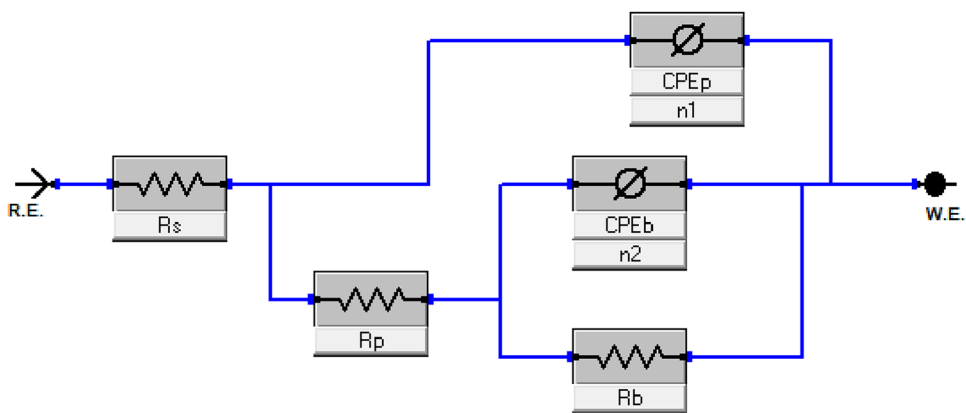 CPEp
n1
R.E.
Rs
CPEb
n2
W.E.
Rp
Rb